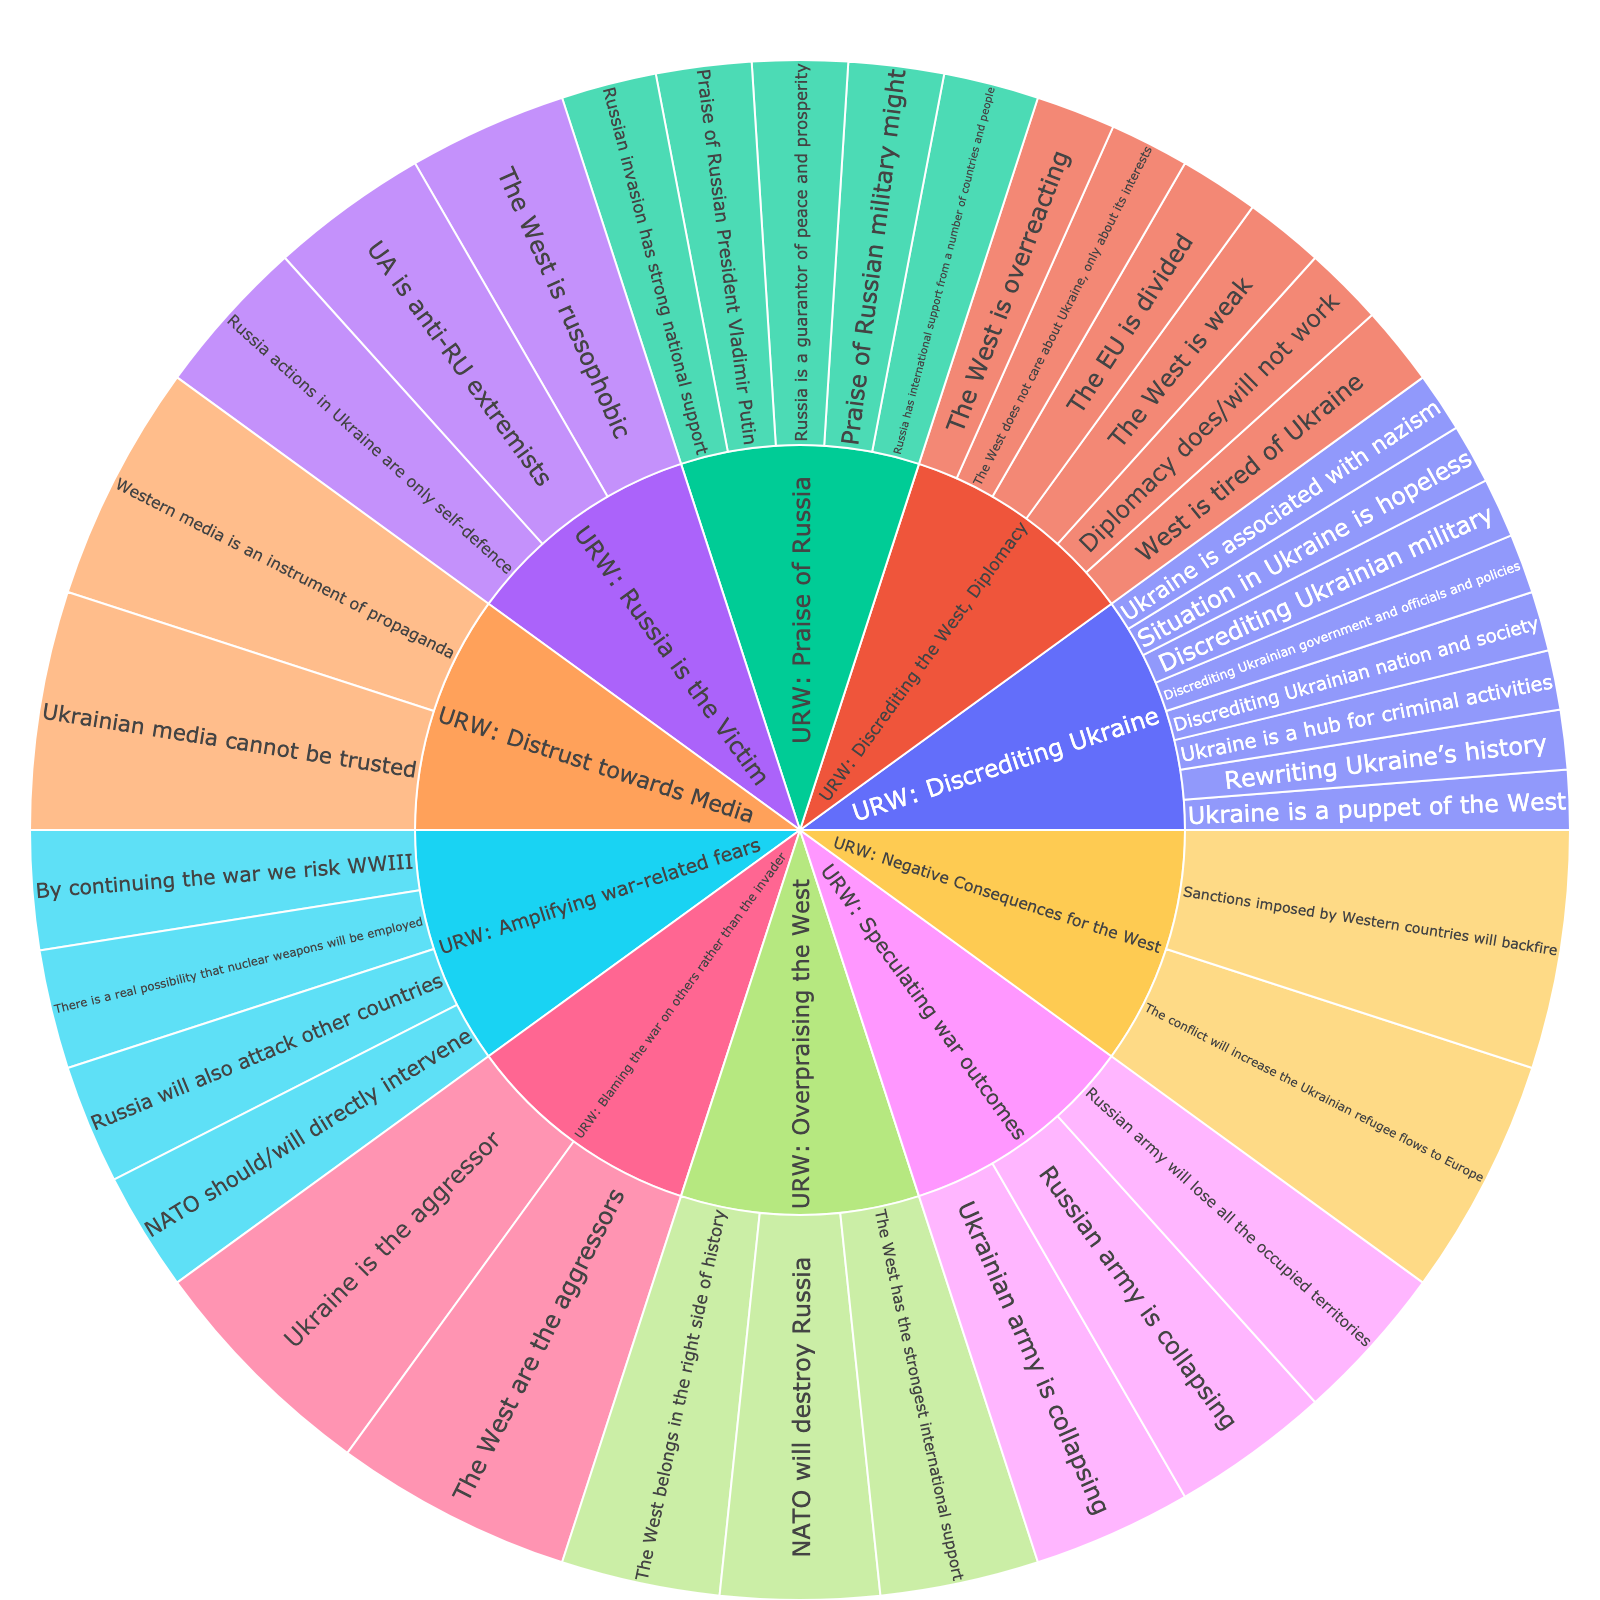 URW: Discrediting Ukraine
Ukraine is a puppet of the West
Rewriting Ukraine’s history
Ukraine is a hub for criminal activities
Discrediting Ukrainian nation and society
Discrediting Ukrainian government and officials and policies
Discrediting Ukrainian military
Situation in Ukraine is hopeless
Ukraine is associated with nazism
URW: Discrediting the West, Diplomacy
West is tired of Ukraine
Diplomacy does/will not work
The West is weak
The EU is divided
The West does not care about Ukraine, only about its interests
The West is overreacting
URW: Praise of Russia
Russia has international support from a number of countries and people
Praise of Russian military might
Russia is a guarantor of peace and prosperity
Praise of Russian President Vladimir Putin
Russian invasion has strong national support
URW: Russia is the Victim
The West is russophobic
UA is anti-RU extremists
Russia actions in Ukraine are only self-defence
URW: Distrust towards Media
Western media is an instrument of propaganda
Ukrainian media cannot be trusted
URW: Amplifying war-related fears
By continuing the war we risk WWIII
There is a real possibility that nuclear weapons will be employed
Russia will also attack other countries
NATO should/will directly intervene
URW: Blaming the war on others rather than the invader
Ukraine is the aggressor
The West are the aggressors
URW: Overpraising the West
The West belongs in the right side of history
NATO will destroy Russia
The West has the strongest international support
URW: Speculating war outcomes
Ukrainian army is collapsing
Russian army is collapsing
Russian army will lose all the occupied territories
URW: Negative Consequences for the West
The conflict will increase the Ukrainian refugee flows to Europe
Sanctions imposed by Western countries will backfire